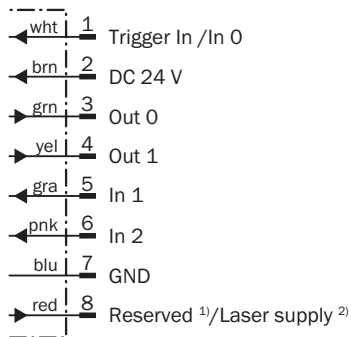 wht 1 Trigger In /In 0
brn 2 DC 24 V
grn 3 Out 0
yel 4 Out 1
gra 5 In 1
pnk 6 In 2
blu 7 GND
red 8 Reserved 1)/Laser supply 2)